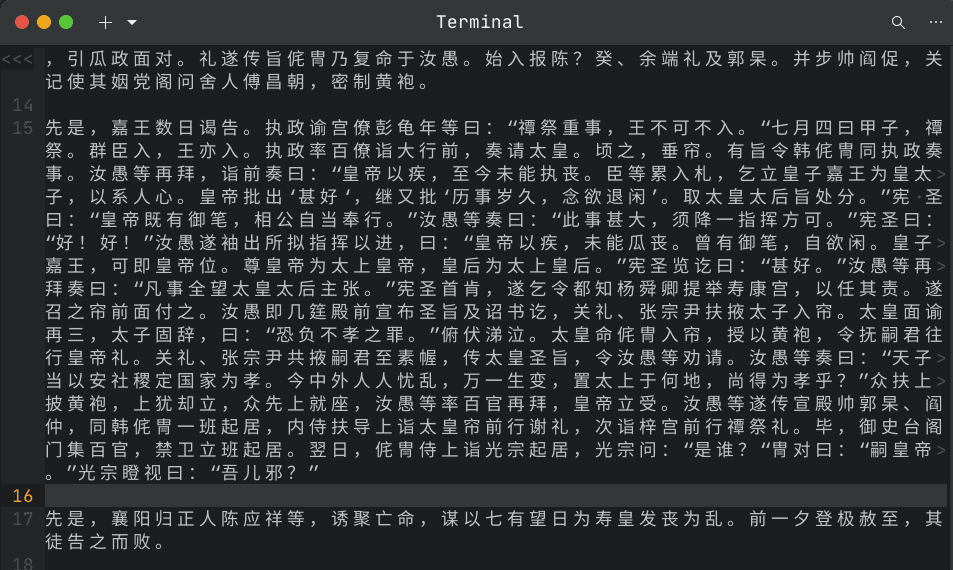 Terminal
<<<，引瓜政面对。礼遂传旨侂胄乃复命于汝愚。始入报陈？癸、余端礼及郭杲。并步帅阎促，关
记使其姻党阁问舍人傅昌朝，密制黄袍。
14
15 先是，嘉王数日谒告。执政谕宫僚彭龟年等曰：“禫祭重事，王不可不入。“七月四曰甲子，禫
祭。群臣入，王亦入。执政率百僚诣大行前，奏请太皇。顷之，垂帘。有旨令韩侂胄同执政奏
事。汝愚等再拜，诣前奏曰：“皇帝以疾，至今未能执丧。臣等累入札，乞立皇子嘉王为皇太>
子，以系人心。皇帝批出‘甚好‘，继又批‘历事岁久，念欲退闲’。取太皇太后旨处分。”宪·圣
曰：“皇帝既有御笔，相公自当奉行。”汝愚等奏曰：“此事甚大，须降一指挥方可。”宪圣曰：
“好！好！”汝愚遂袖出所拟指挥以进，曰：“皇帝以疾，未能瓜丧。曾有御笔，自欲闲。皇子>
嘉王，可即皇帝位。尊皇帝为太上皇帝，皇后为太上皇后。”宪圣览讫曰：“甚好。”汝愚等再>
拜奏曰：“凡事全望太皇太后主张。”宪圣首肯，遂乞令都知杨舜卿提举寿康宫，以任其责。遂
召之帘前面付之。汝愚即几筵殿前宣布圣旨及诏书讫，关礼、张宗尹扶掖太子入帘。太皇面谕
再三，太子固辞，曰：“恐负不孝之罪。”俯伏涕泣。太皇命侂胄入帘，授以黄袍，令抚嗣君往
行皇帝礼。关礼、张宗尹共掖嗣君至素幄，传太皇圣旨，令汝愚等劝请。汝愚等奏曰：“天子>
当以安社稷定国家为孝。今中外人人忧乱，万一生变，置太上于何地，尚得为孝乎？”众扶上>
披黄袍，上犹却立，众先上就座，汝愚等率百官再拜，皇帝立受。汝愚等遂传宣殿帅郭杲、阎
仲，同韩侂胄一班起居，内侍扶导上诣太皇帘前行谢礼，次诣梓宫前行禫祭礼。毕，御史台阁
门集百官，禁卫立班起居。翌日，侂胄侍上诣光宗起居，光宗问：“是谁？”胄对曰：“嗣皇帝>
。”光宗瞪视曰：“吾儿邪？”
16
17 先是，襄阳归正人陈应祥等，诱聚亡命，谋以七有望日为寿皇发丧为乱。前一夕登极赦至，其
徒告之而败。
18